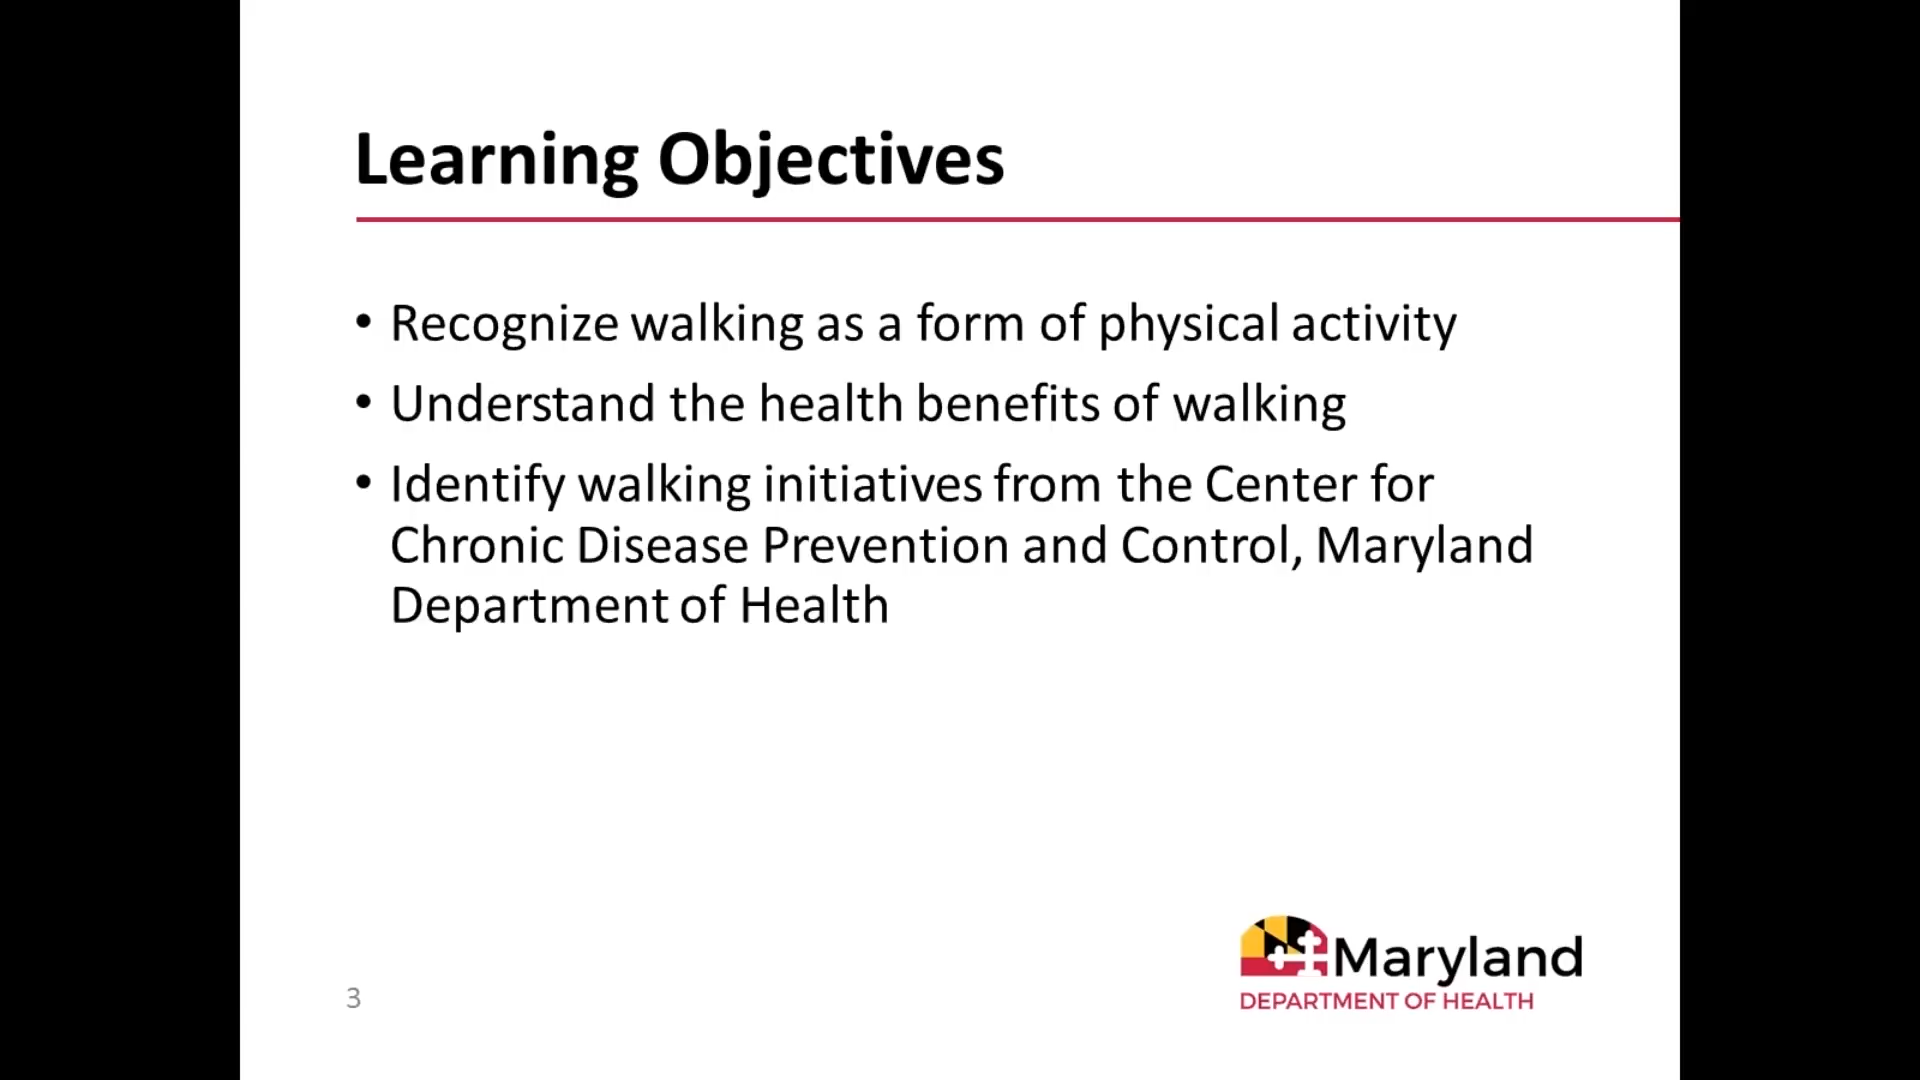 Learning Objectives
• Recognize walking as a form of physical activity
• Understand the health benefits of walking
• Identify walking initiatives from the Center for
Chronic Disease Prevention and Control, Maryland
Department of Health
Maryland
DEPARTMENT OF HEALTH
3